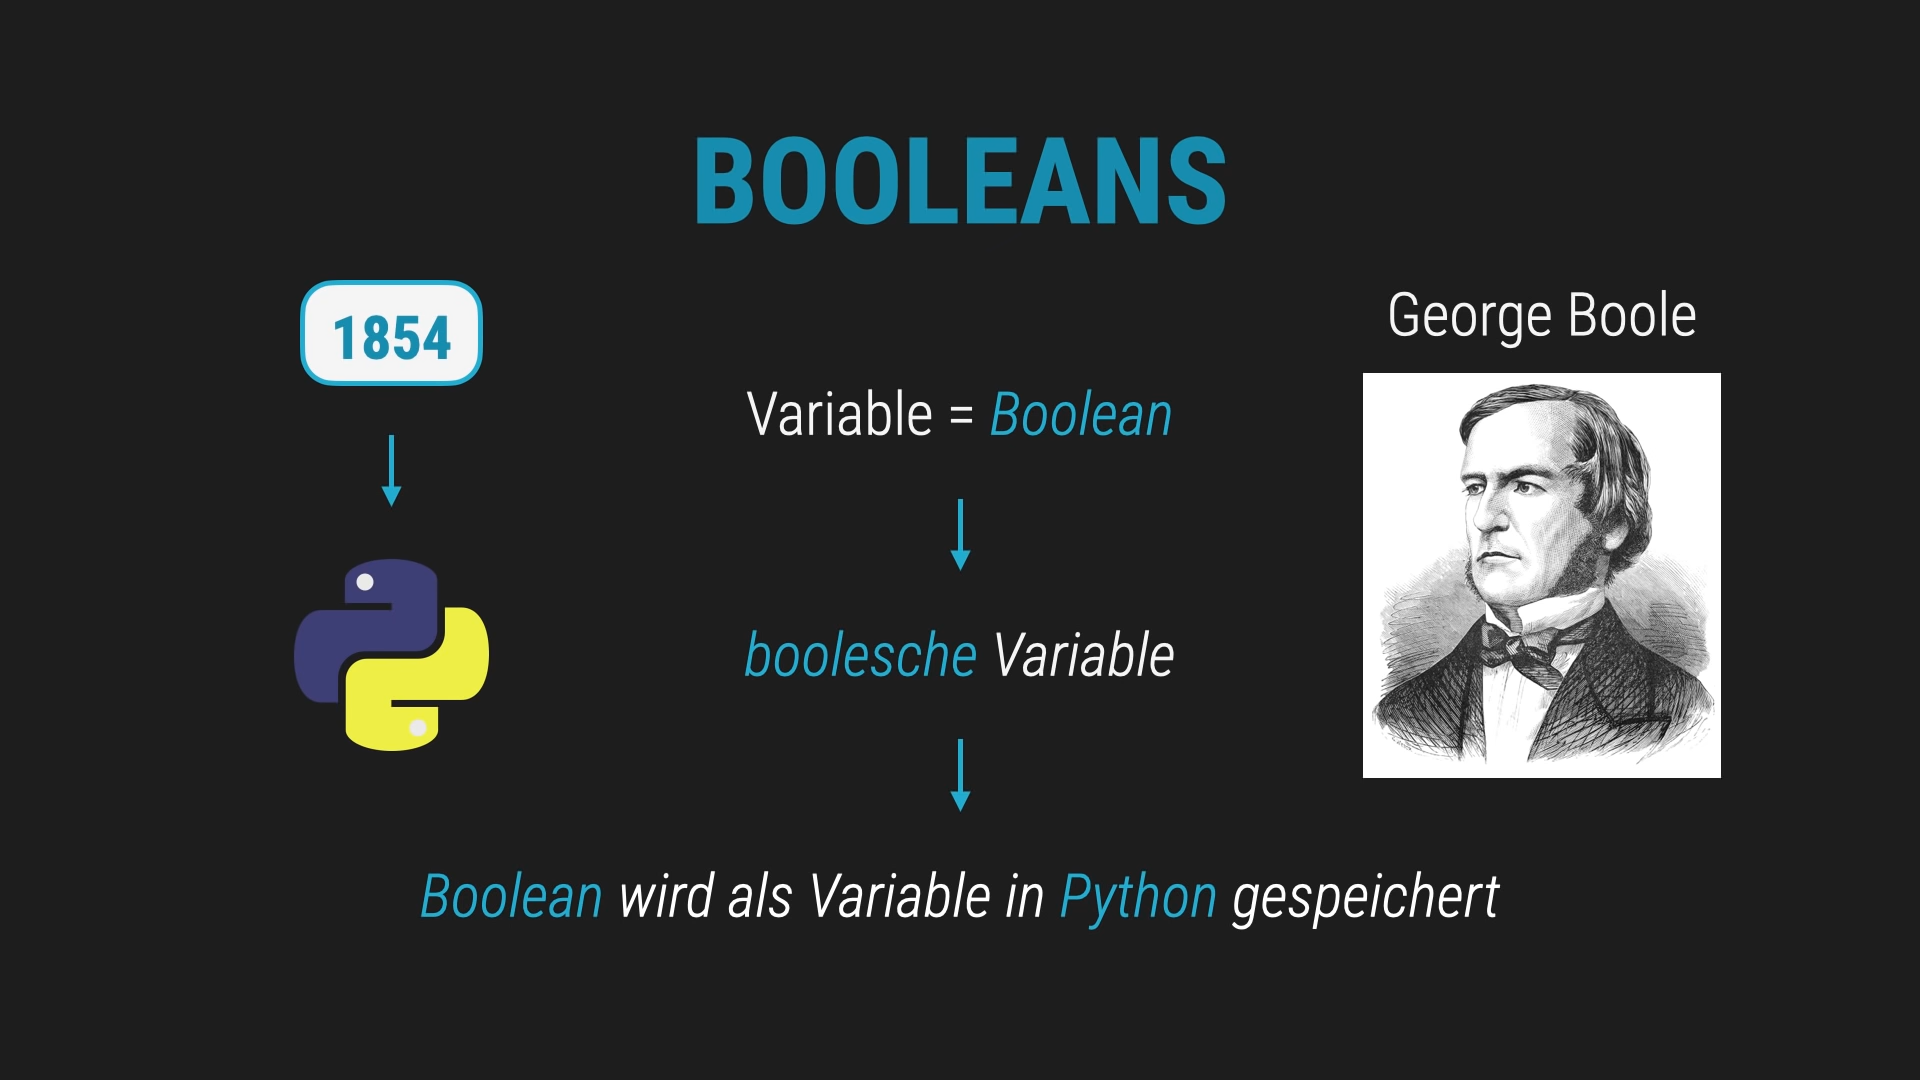 BOOLEANS
1854
George Boole
Variable = Boolean
boolesche Variable
Boolean wird als Variable in Python gespeichert